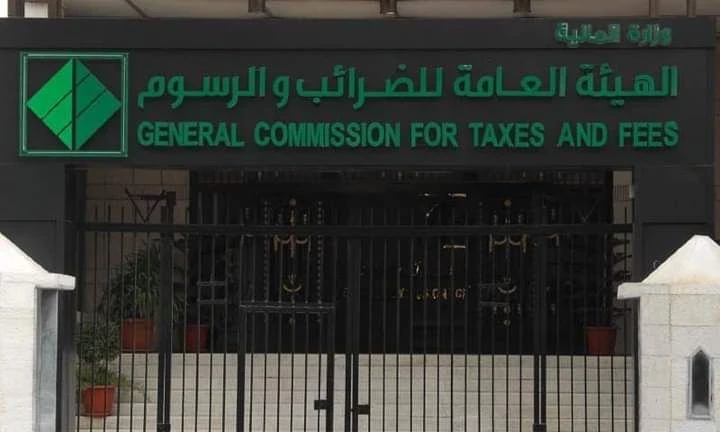 وزارة المالية
الهيئة العامة للضرائب و الرسوم
GENERAL COMMISSION FOR TAXES AND FEES